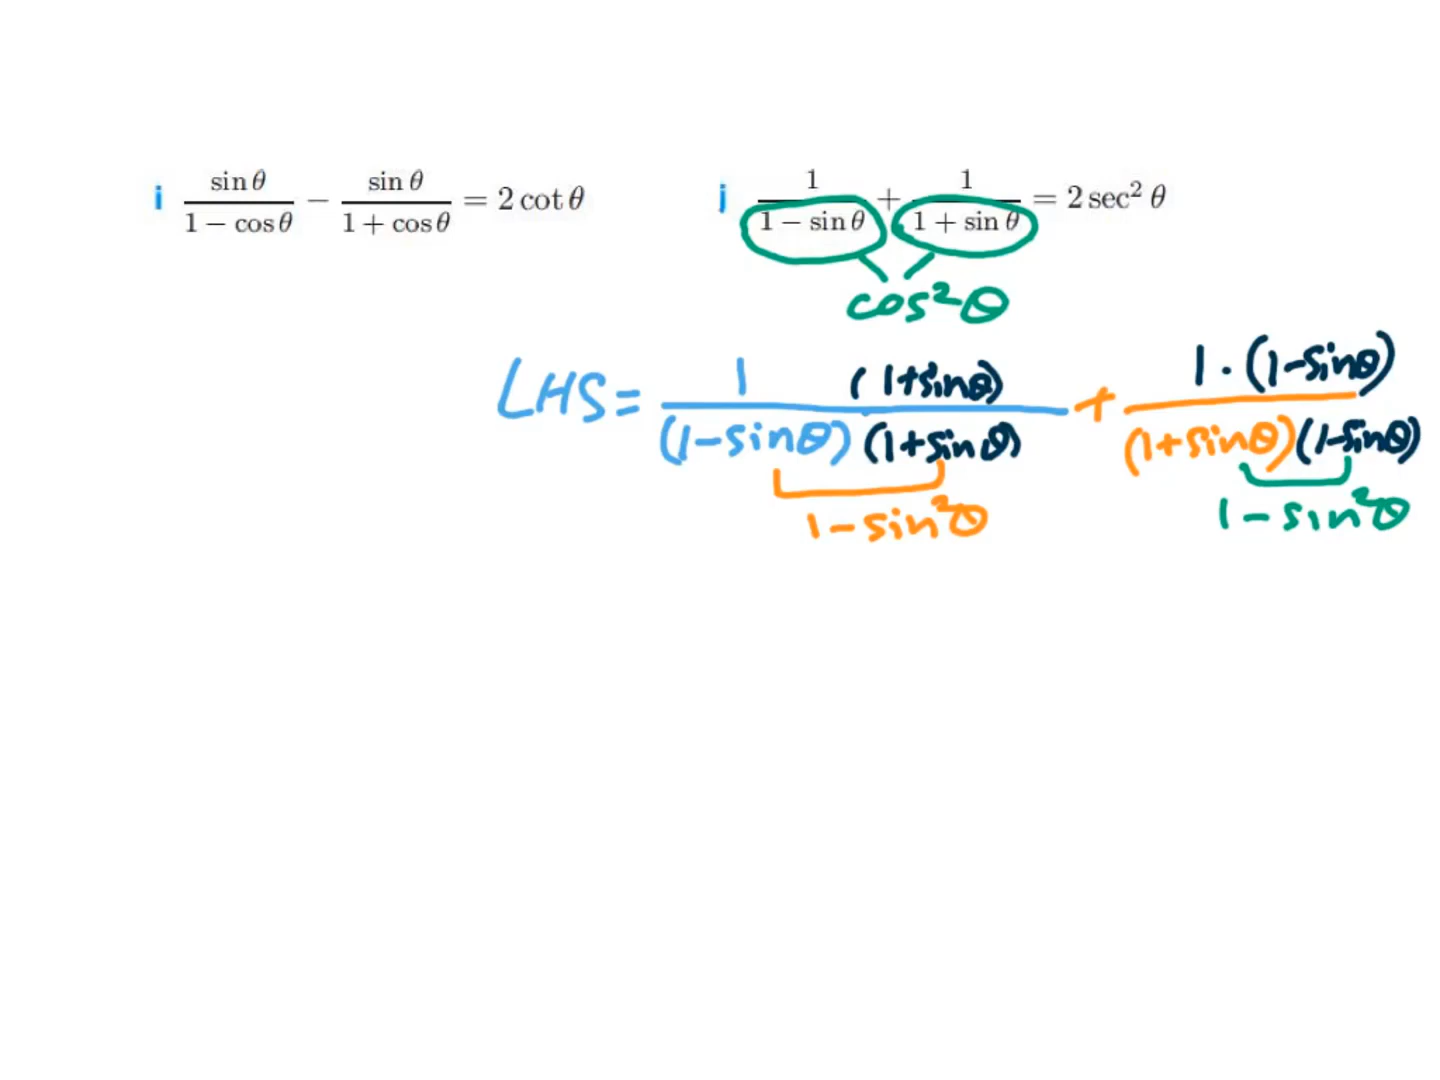 i sinθ/(1 − cosθ) − sinθ/(1 + cosθ) = 2 cot θ
j 1/(1 − sin θ) + 1/(1 + sin θ) = 2 sec² θ
cos²θ
LHS = 1 (1+sinθ)/(1−sinθ)(1+sinθ) + 1·(1−sinθ)/(1+sinθ)(1−sinθ)
1−sin²θ 1−sin²θ